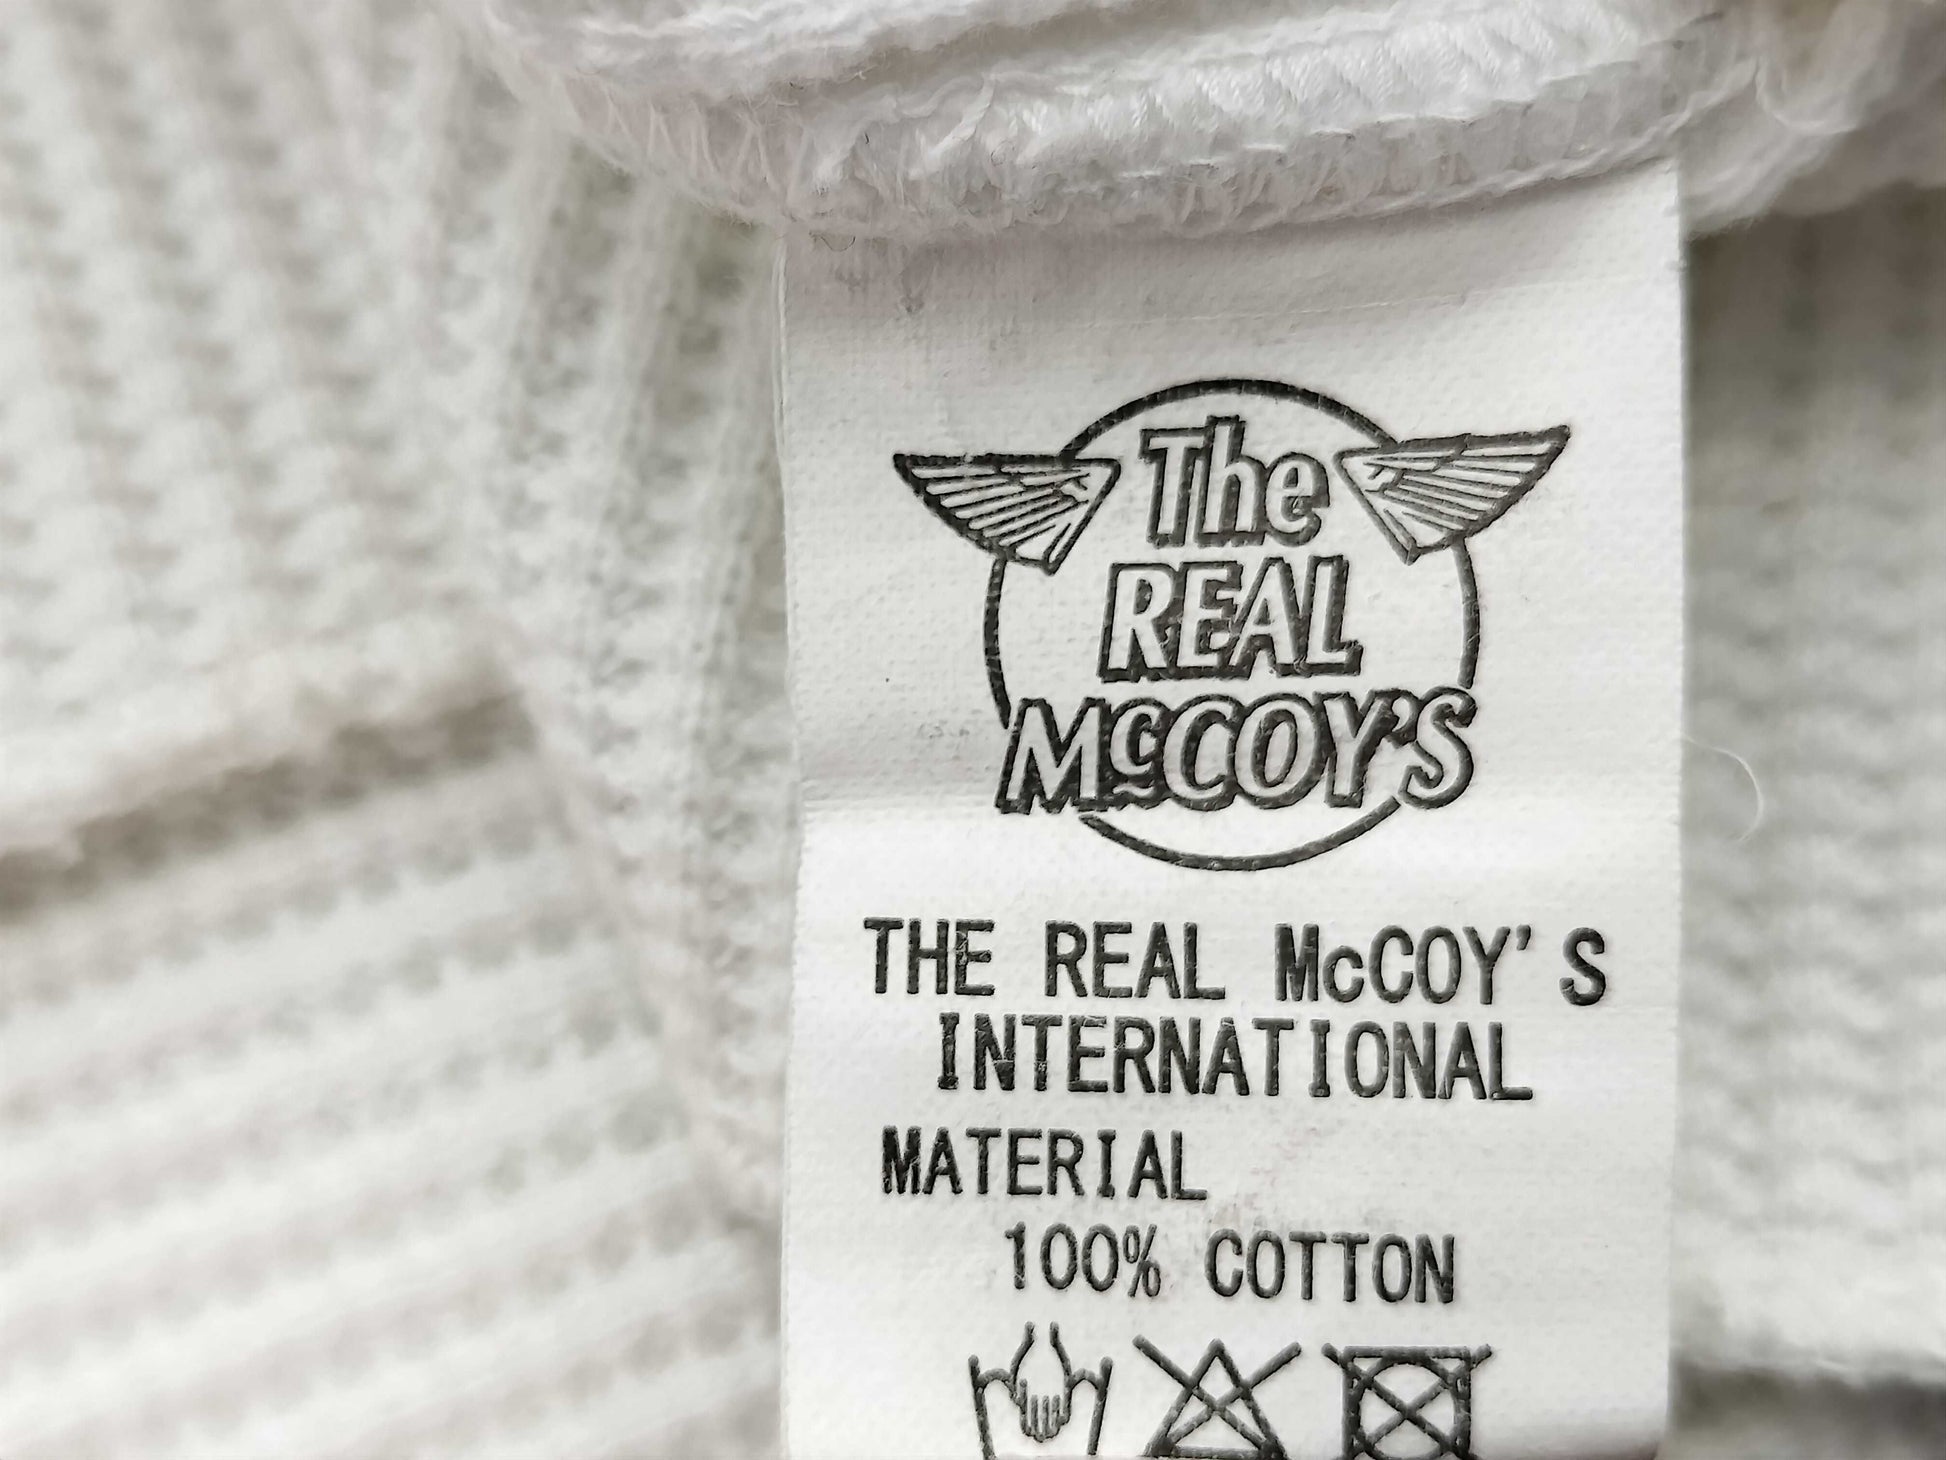 The
REAL
McCOY'S
THE REAL McCOY'S
INTERNATIONAL
MATERIAL
100% COTTON